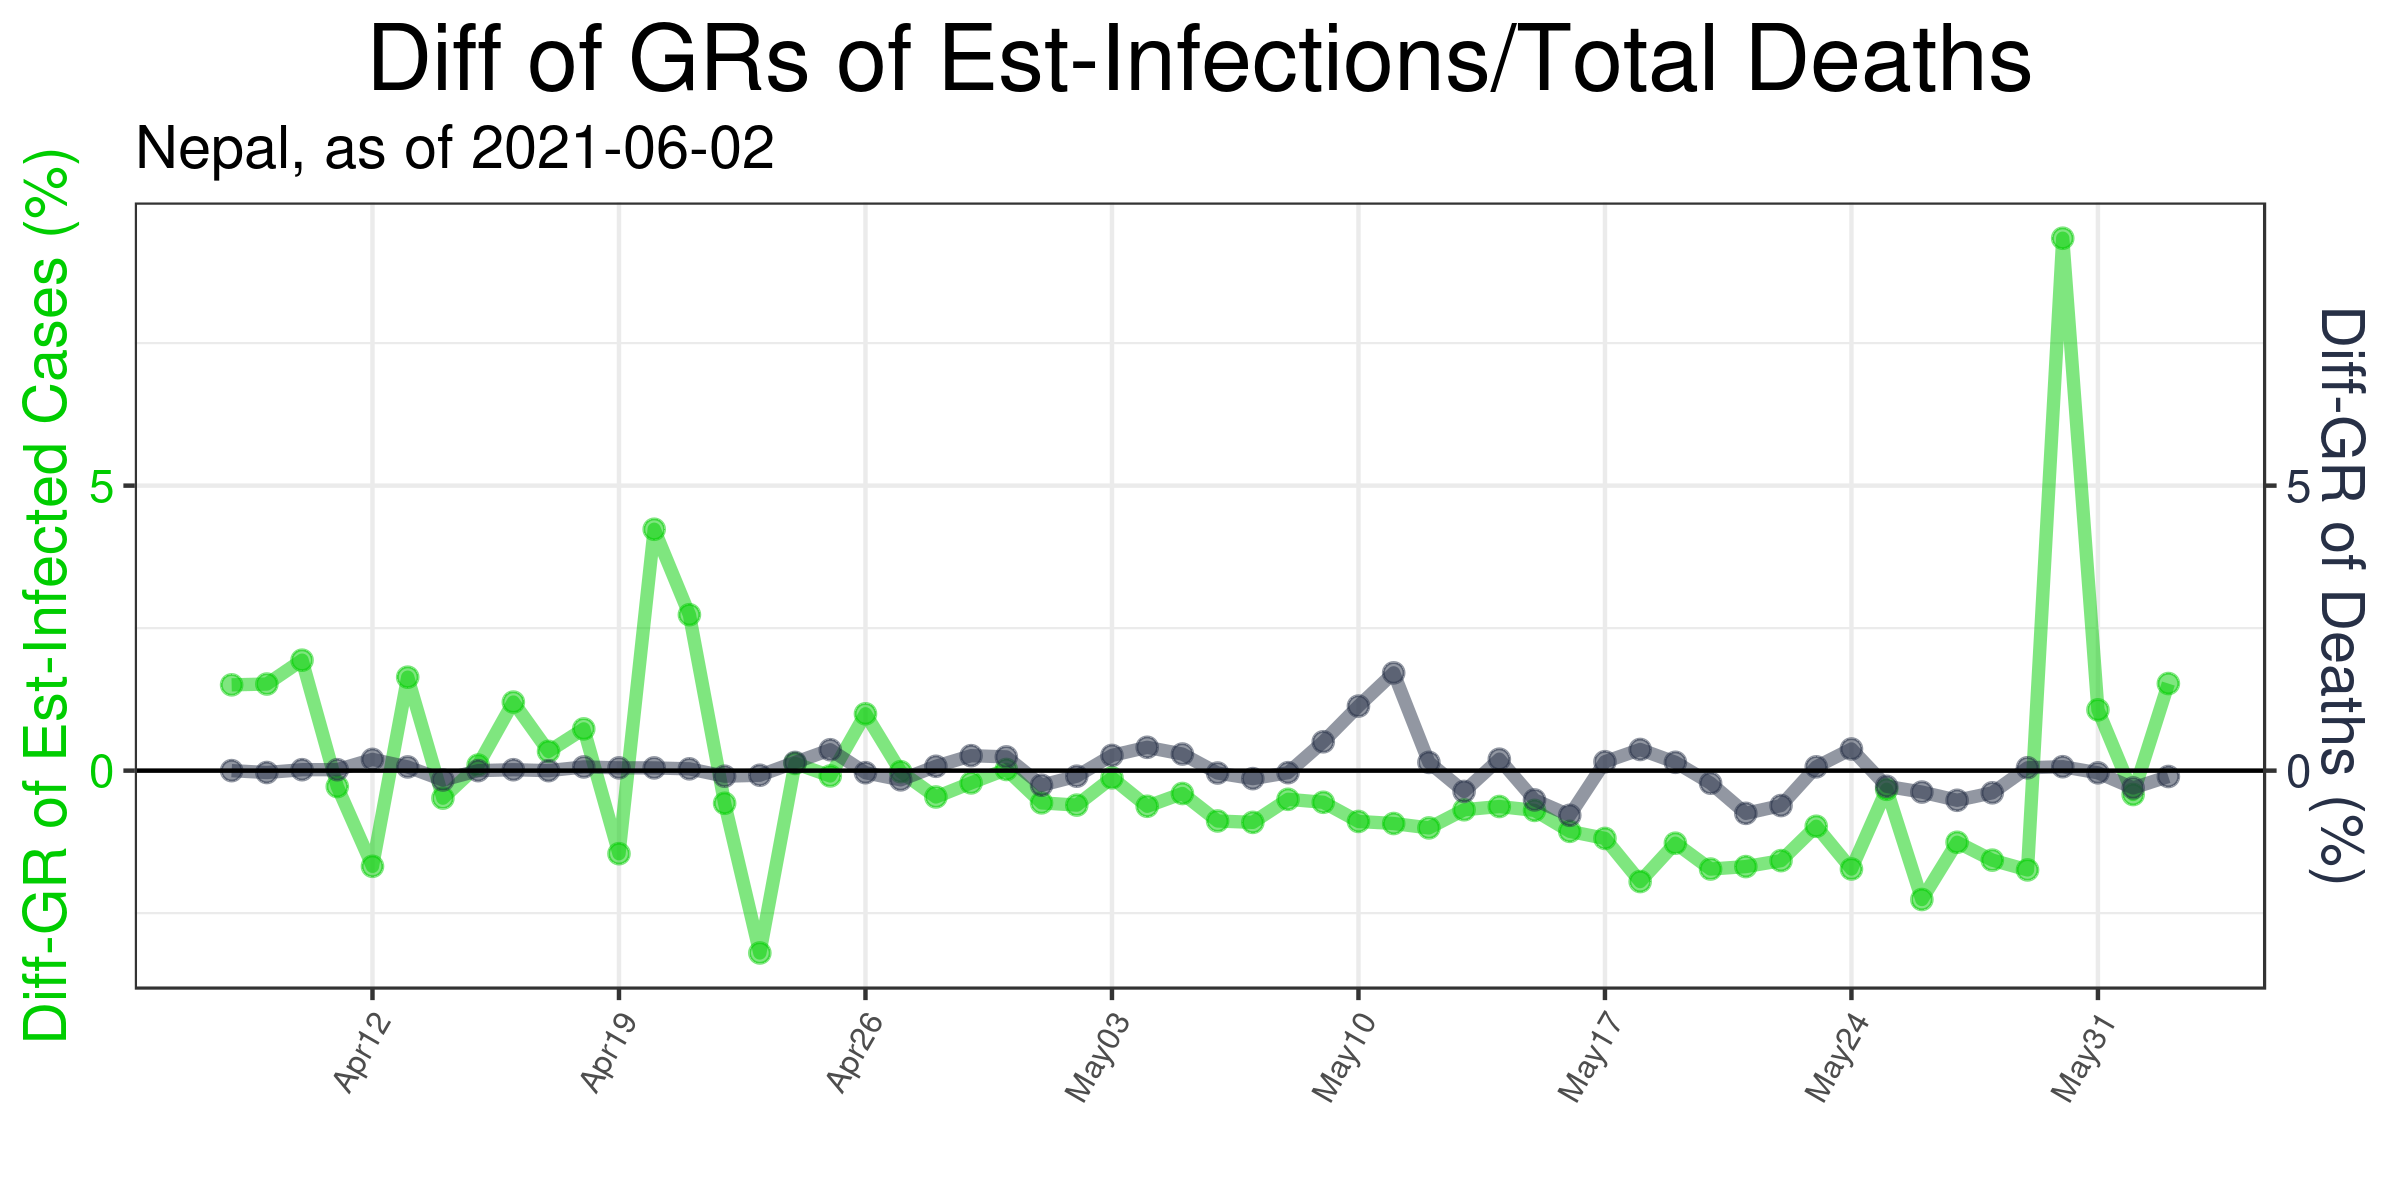 Diff of GRs of Est-Infections/Total Deaths
Nepal, as of 2021-06-02
Diff-GR of Est-Infected Cases (%)
5
0
5
0
Diff-GR of Deaths (%)
Apr12
Apr19
Apr26
May03
May10
May17
May24
May31